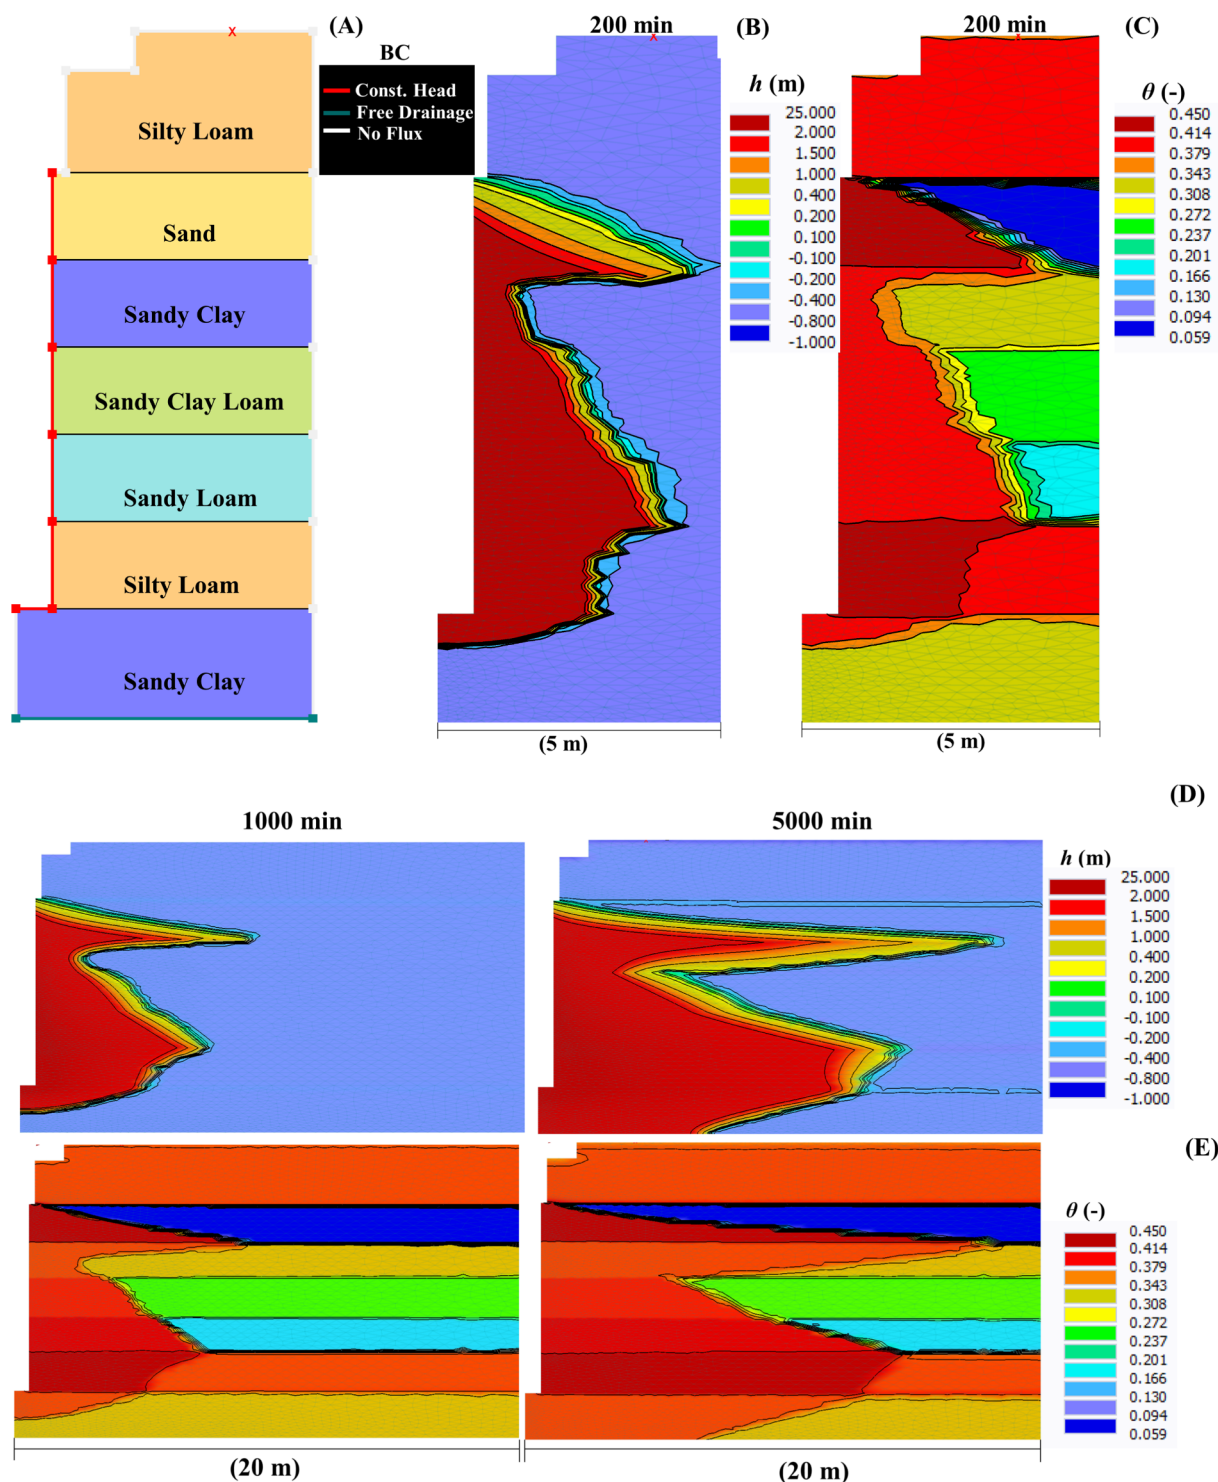 (A)
x
BC
Const. Head
Free Drainage
No Flux
Silty Loam
Sand
Sandy Clay
Sandy Clay Loam
Sandy Loam
Silty Loam
Sandy Clay
200 min
(B)
x
h (m)
25.000
2.000
1.500
1.000
0.400
0.200
0.100
-0.100
-0.200
-0.400
-0.800
-1.000
(5 m)
200 min
(C)
x
θ (-)
0.450
0.414
0.379
0.343
0.308
0.272
0.237
0.201
0.166
0.130
0.094
0.059
(5 m)
(D)
1000 min
5000 min
h (m)
25.000
2.000
1.500
1.000
0.400
0.200
0.100
-0.100
-0.200
-0.400
-0.800
-1.000
(E)
θ (-)
0.450
0.414
0.379
0.343
0.308
0.272
0.237
0.201
0.166
0.130
0.094
0.059
(20 m)
(20 m)